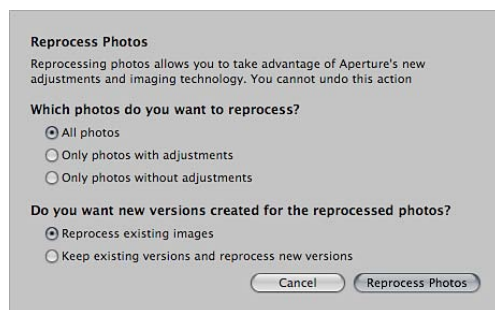 Reprocess Photos
Reprocessing photos allows you to take advantage of Aperture's new
adjustments and imaging technology. You cannot undo this action
Which photos do you want to reprocess?
All photos
Only photos with adjustments
Only photos without adjustments
Do you want new versions created for the reprocessed photos?
Reprocess existing images
Keep existing versions and reprocess new versions
Cancel Reprocess Photos